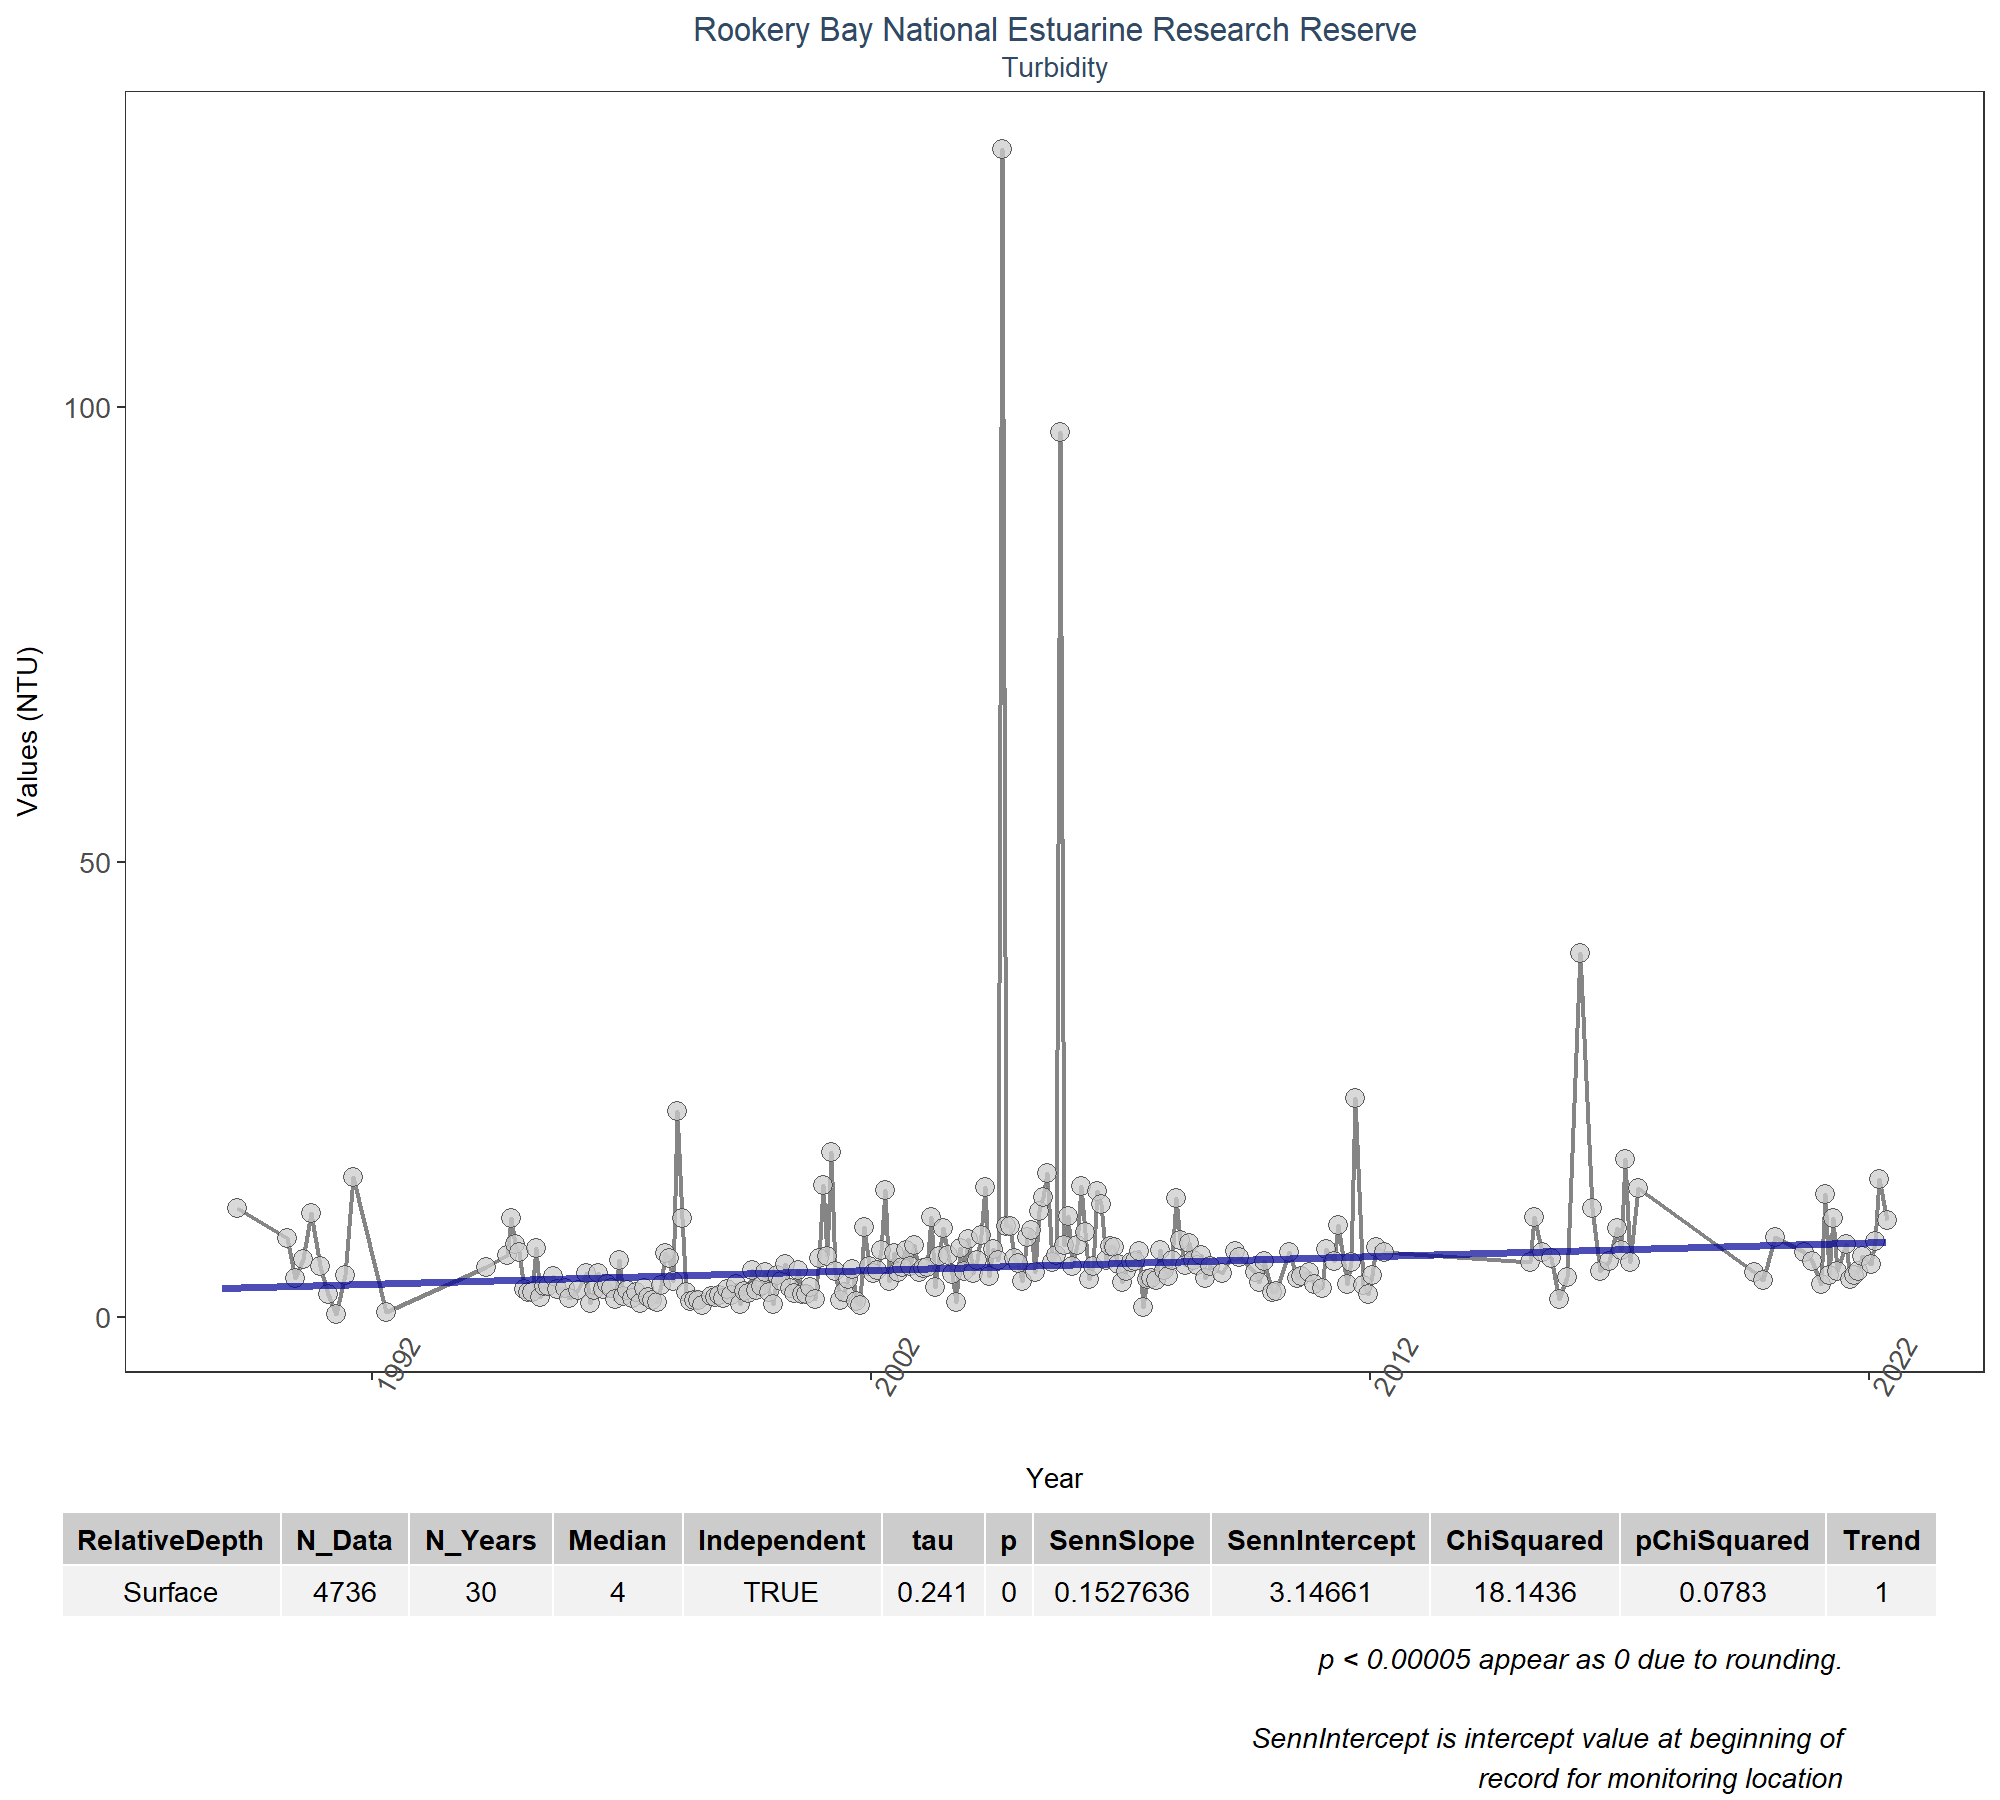 Rookery Bay National Estuarine Research Reserve
Turbidity
Values (NTU)
100
50
0
1992
2002
2012
2022
Year
RelativeDepth N_Data N_Years Median Independent tau p SennSlope SennIntercept ChiSquared pChiSquared Trend
Surface 4736 30 4 TRUE 0.241 0 0.1527636 3.14661 18.1436 0.0783 1
p < 0.00005 appear as 0 due to rounding.
SennIntercept is intercept value at beginning of
record for monitoring location